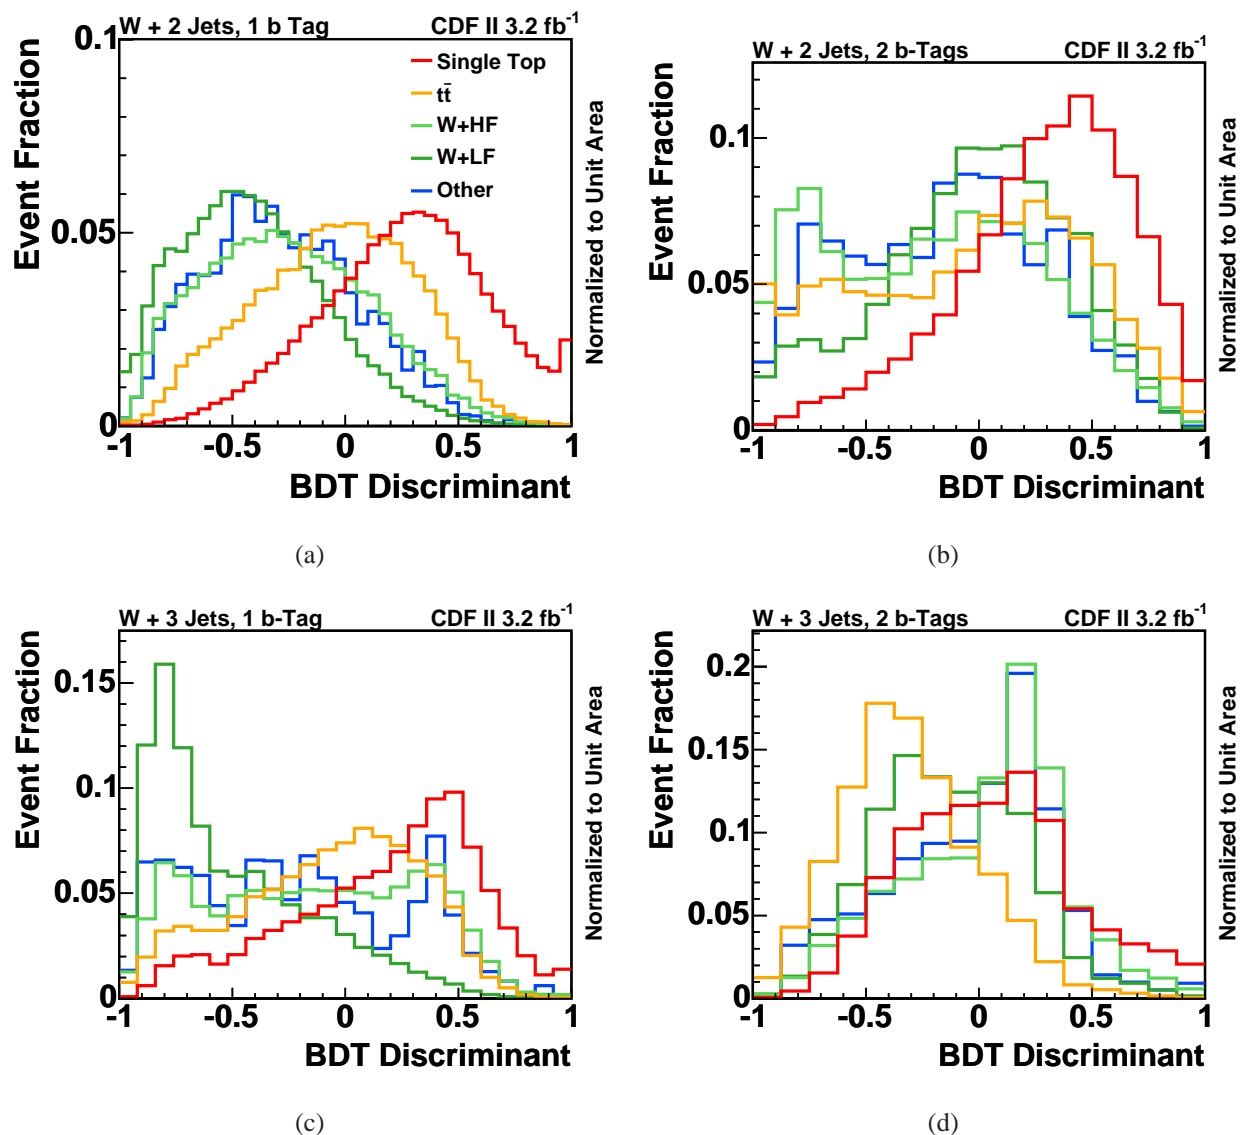 W + 2 Jets, 1 b Tag CDF II 3.2 fb⁻¹
0.1
0.05
0
Event Fraction
Single Top
tt̄
W+HF
W+LF
Other
Normalized to Unit Area
-1 -0.5 0 0.5 1
BDT Discriminant
(a)
W + 2 Jets, 2 b-Tags CDF II 3.2 fb⁻¹
0.1
0.05
0
Event Fraction
Normalized to Unit Area
-1 -0.5 0 0.5 1
BDT Discriminant
(b)
W + 3 Jets, 1 b-Tag CDF II 3.2 fb⁻¹
0.15
0.1
0.05
0
Event Fraction
Normalized to Unit Area
-1 -0.5 0 0.5 1
BDT Discriminant
(c)
W + 3 Jets, 2 b-Tags CDF II 3.2 fb⁻¹
0.2
0.15
0.1
0.05
0
Event Fraction
Normalized to Unit Area
-1 -0.5 0 0.5 1
BDT Discriminant
(d)